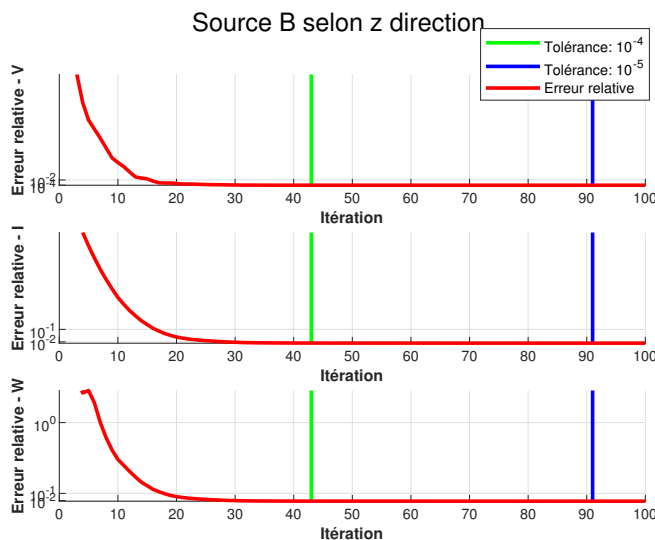 Source B selon z direction
Tolérance: 10^-4
Tolérance: 10^-5
Erreur relative
Erreur relative - V
10^-2
10^-4
0 10 20 30 40 50 60 70 80 90 100
Itération
Erreur relative - I
10^-1
10^-2
0 10 20 30 40 50 60 70 80 90 100
Itération
Erreur relative - W
10^0
10^-1
10^-2
0 10 20 30 40 50 60 70 80 90 100
Itération